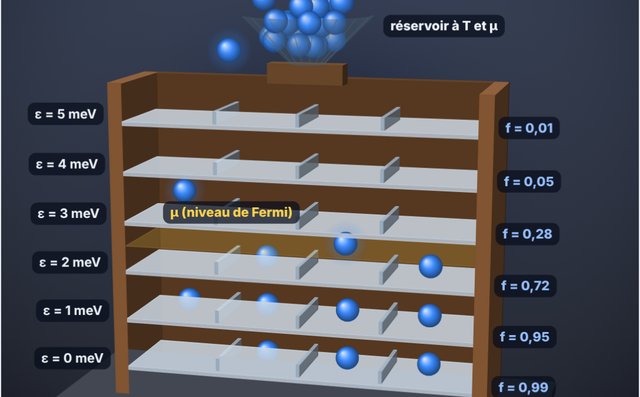 réservoir à T et μ
ε = 5 meV
f = 0,01
ε = 4 meV
f = 0,05
ε = 3 meV
μ (niveau de Fermi)
f = 0,28
ε = 2 meV
f = 0,72
ε = 1 meV
f = 0,95
ε = 0 meV
f = 0,99